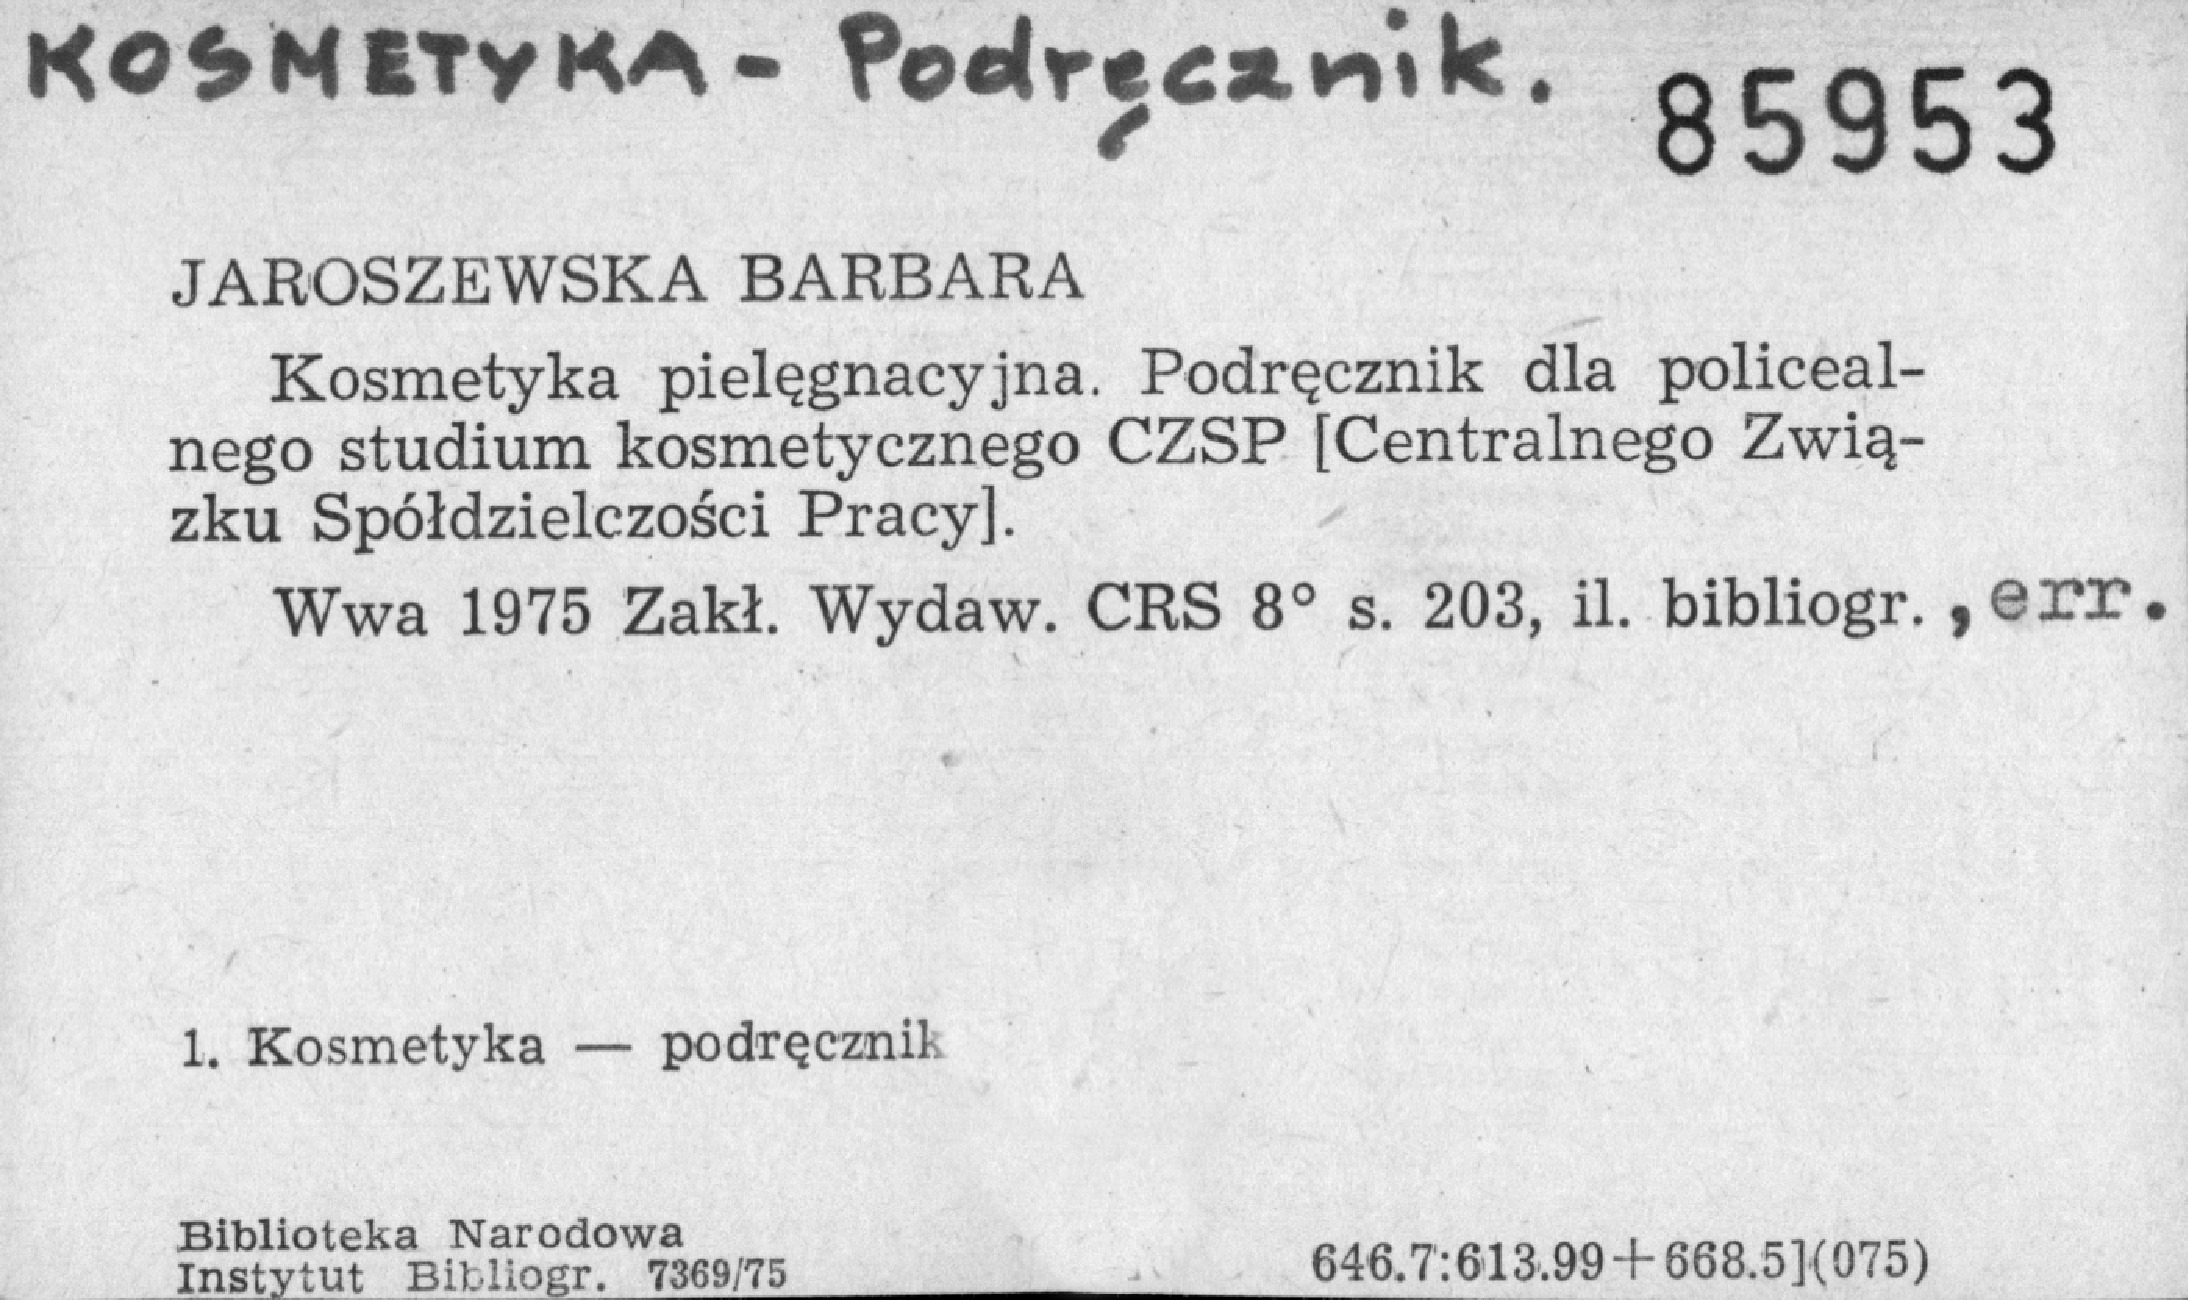 KOSMETYKA - Podręcznik.
85953
JAROSZEWSKA BARBARA
Kosmetyka pielęgnacyjna. Podręcznik dla policeal-
nego studium kosmetycznego CZSP [Centralnego Zwią-
zku Spółdzielczości Pracy].
Wwa 1975 Zakł. Wydaw. CRS 8° s. 203, il. bibliogr. , err.
1. Kosmetyka — podręcznik
Biblioteka Narodowa
Instytut Bibliogr. 7369/75
646.7:613.99+668.5](075)